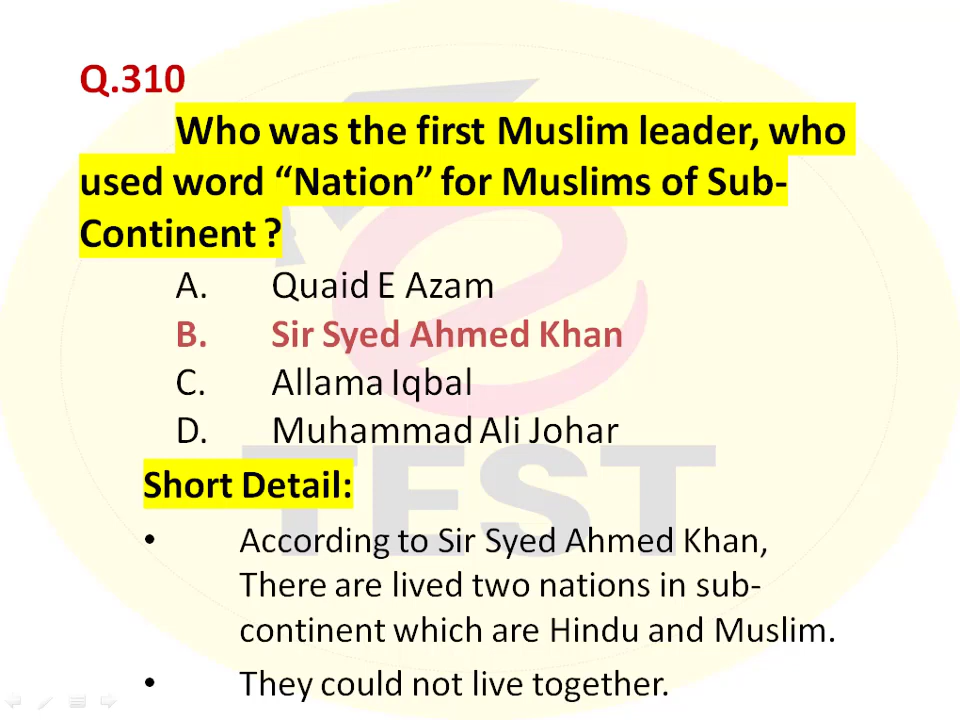 Q.310
Who was the first Muslim leader, who
used word “Nation” for Muslims of Sub-
Continent ?
A. Quaid E Azam
B. Sir Syed Ahmed Khan
C. Allama Iqbal
D. Muhammad Ali Johar
Short Detail:
• According to Sir Syed Ahmed Khan,
There are lived two nations in sub-
continent which are Hindu and Muslim.
• They could not live together.
e
TEST